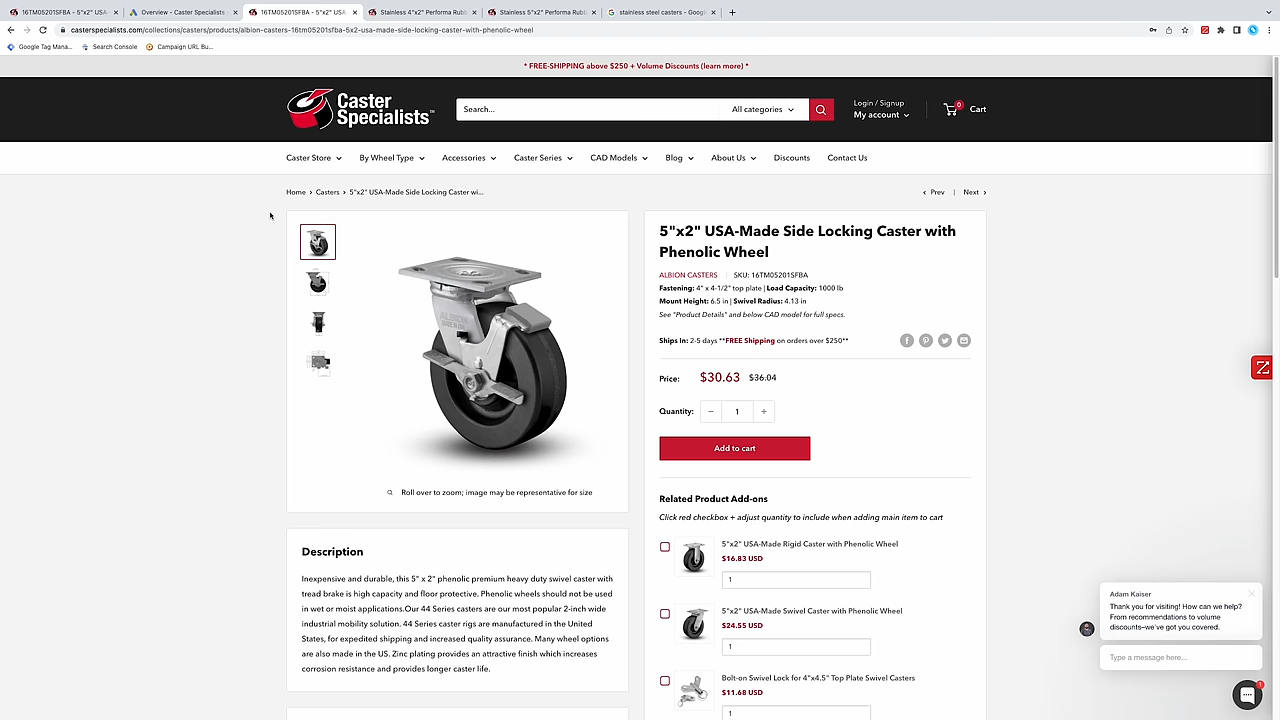 16TM05201SFBA - 5"x2" USA-
Overview - Caster Specialists
16TM05201SFBA - 5"x2" USA-
Stainless 4"x2" Performa Rubb
Stainless 5"x2" Performa Rubb
stainless steel casters - Goog
casterspecialists.com/collections/casters/products/albion-casters-16tm05201sfba-5x2-usa-made-side-locking-caster-with-phenolic-wheel
Google Tag Mana...
Search Console
Campaign URL Bu...
* FREE-SHIPPING above $250 + Volume Discounts (learn more) *
Caster
Specialists™
Search...
All categories
Login / Signup
My account
0
Cart
Caster Store
By Wheel Type
Accessories
Caster Series
CAD Models
Blog
About Us
Discounts
Contact Us
Home › Casters › 5"x2" USA-Made Side Locking Caster wi...
‹ Prev | Next ›
5"x2" USA-Made Side Locking Caster with
Phenolic Wheel
ALBION CASTERS SKU: 16TM05201SFBA
Fastening: 4" x 4-1/2" top plate | Load Capacity: 1000 lb
Mount Height: 6.5 in | Swivel Radius: 4.13 in
See "Product Details" and below CAD model for full specs.
Ships In: 2-5 days **FREE Shipping on orders over $250**
Price: $30.63 $36.04
Quantity: − 1 +
Add to cart
Roll over to zoom; image may be representative for size
Related Product Add-ons
Click red checkbox + adjust quantity to include when adding main item to cart
5"x2" USA-Made Rigid Caster with Phenolic Wheel
$16.83 USD
1
5"x2" USA-Made Swivel Caster with Phenolic Wheel
$24.55 USD
1
Bolt-on Swivel Lock for 4"x4.5" Top Plate Swivel Casters
$11.68 USD
1
Description
Inexpensive and durable, this 5" x 2" phenolic premium heavy duty swivel caster with
tread brake is high capacity and floor protective. Phenolic wheels should not be used
in wet or moist applications.Our 44 Series casters are our most popular 2-inch wide
industrial mobility solution. 44 Series caster rigs are manufactured in the United
States, for expedited shipping and increased quality assurance. Many wheel options
are also made in the US. Zinc plating provides an attractive finish which increases
corrosion resistance and provides longer caster life.
Adam Kaiser
Thank you for visiting! How can we help?
From recommendations to volume
discounts—we've got you covered.
Type a message here...
1